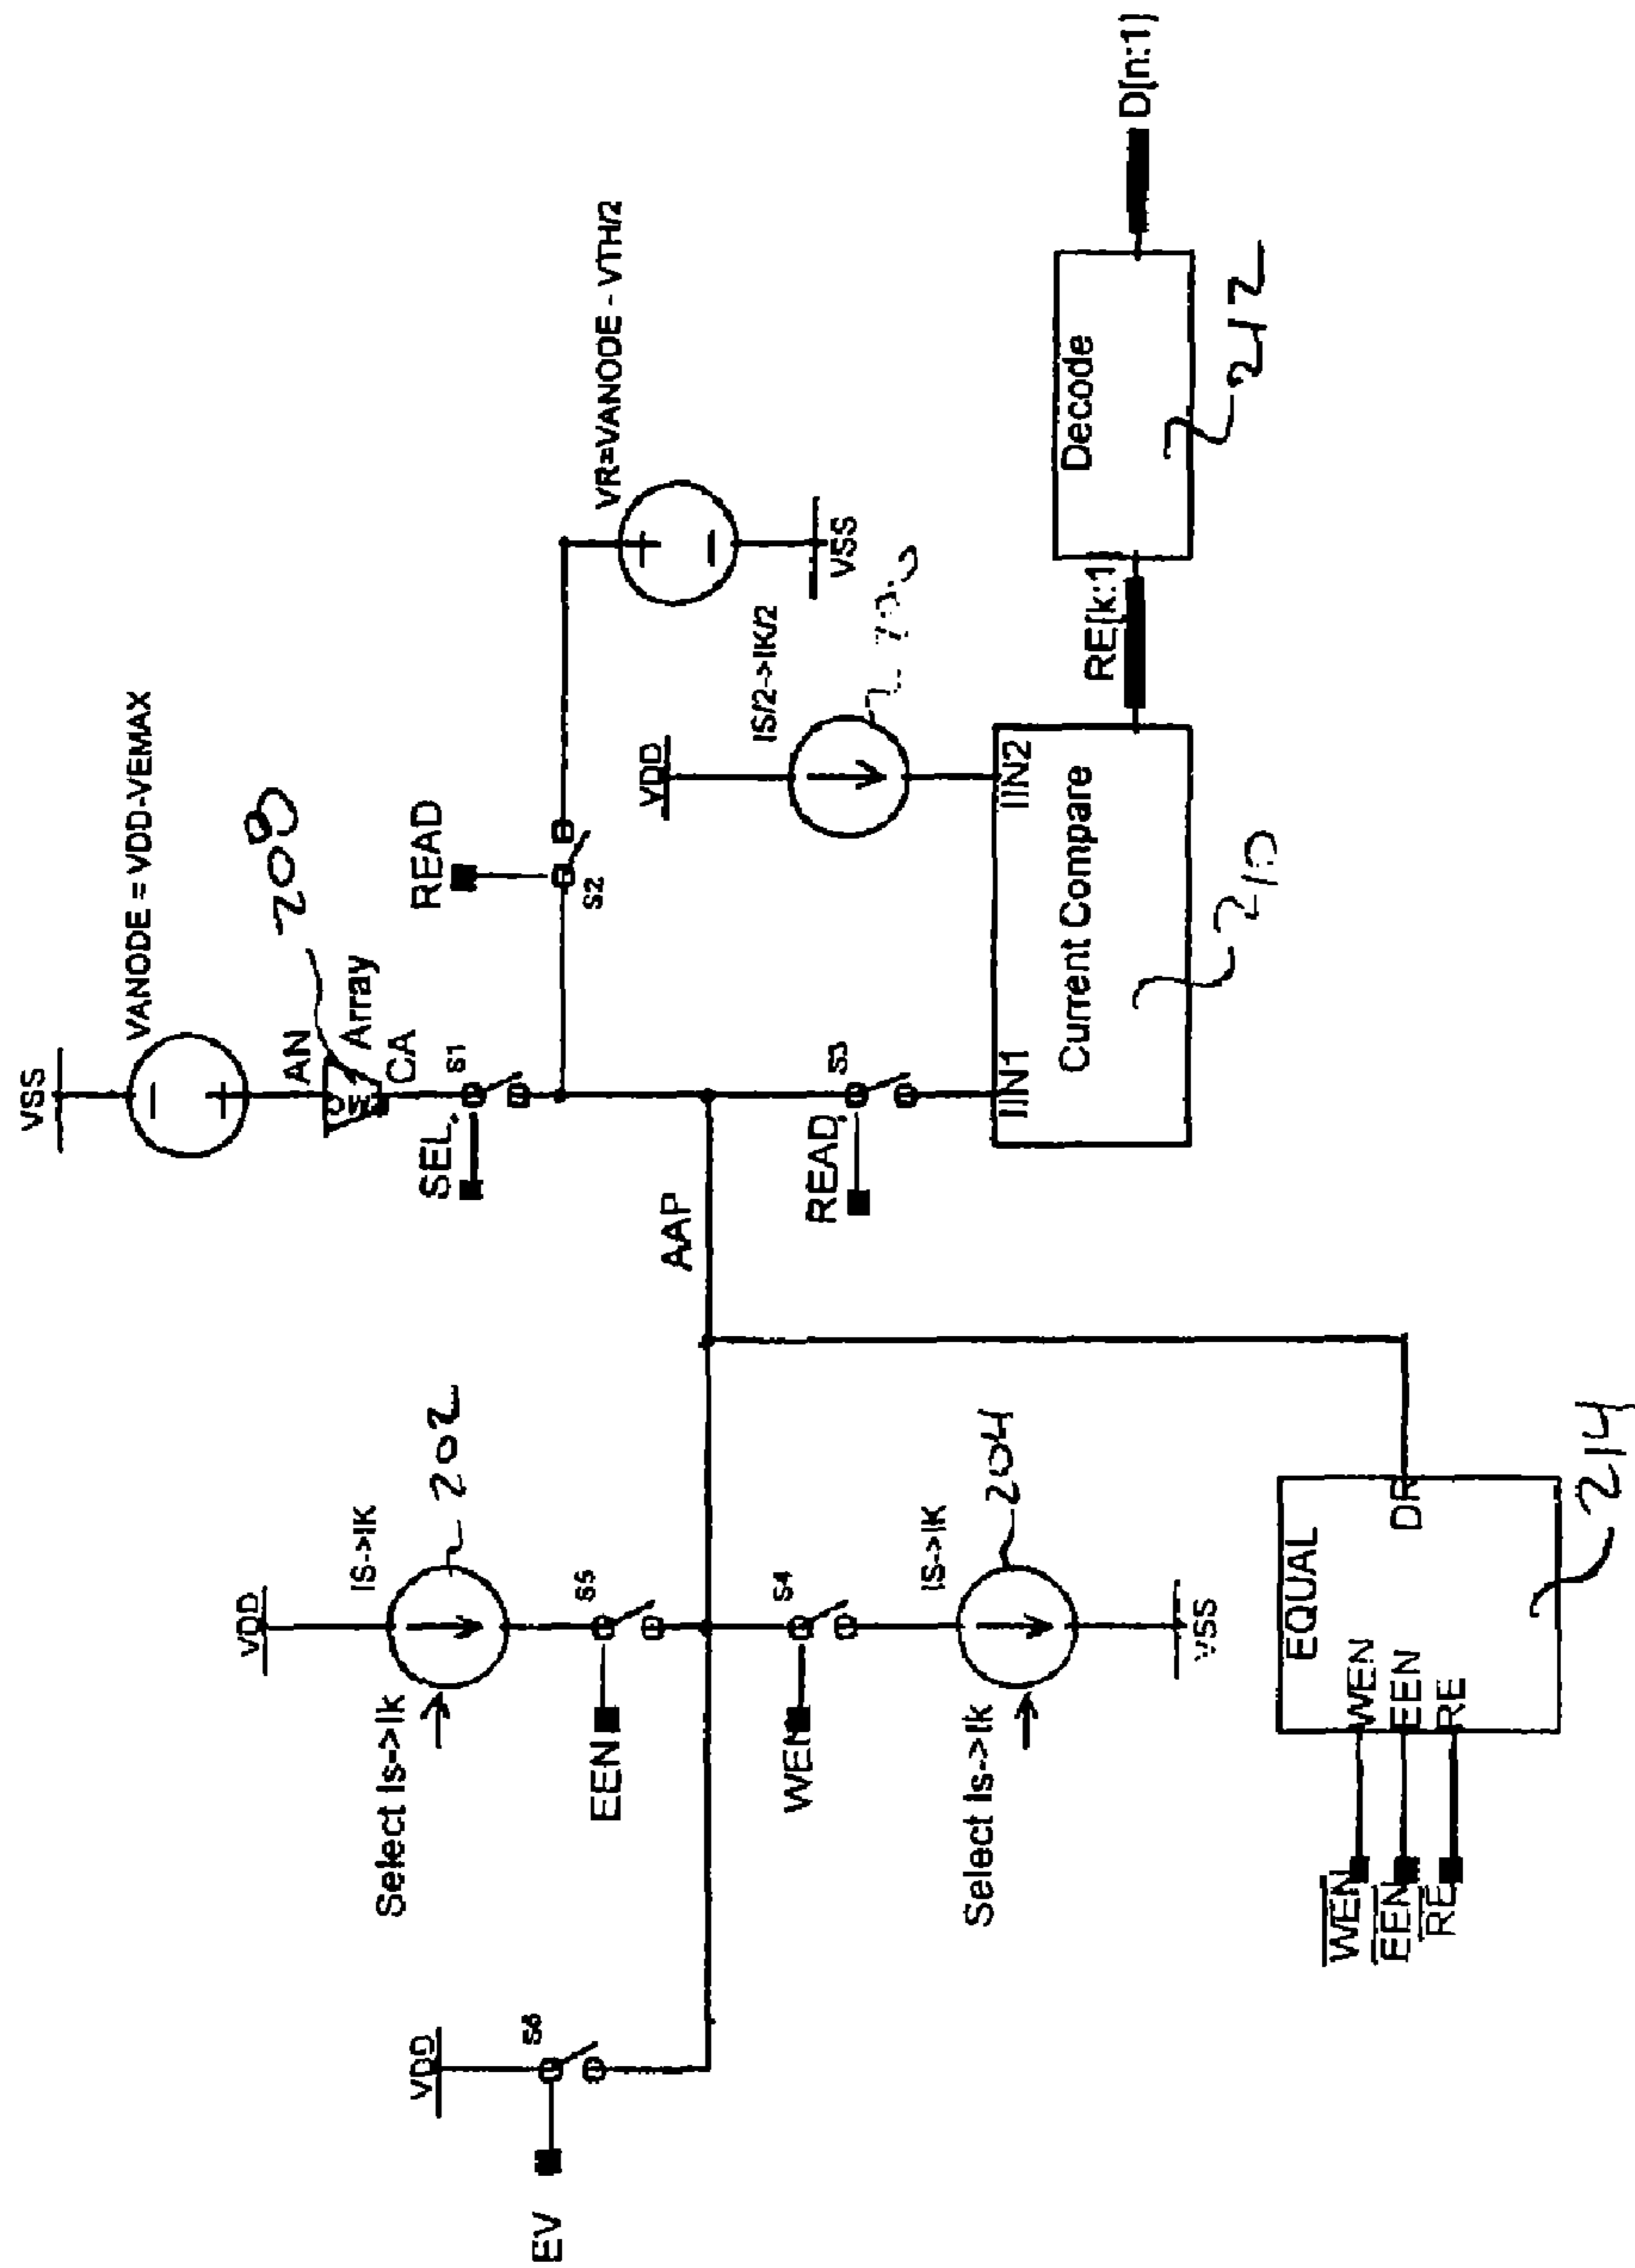 VSS
VANODE = VDD-VEMAX
208
AN
Array
CA
SEL
S1
READ
S2
VR=VANODE - VTH/2
VSS
VDD
IS->IK
202
Select Is->Ik
S5
EEN
VDD
S6
EV
AAP
WEN
S4
IS->IK
204
Select Is->Ik
VSS
READ
S3
VDD
IS/2->IK/2
IIN1
IIN2
Current Compare
210
RE[k:1]
Decode
212
D[n:1]
EQUAL
WEN
EEN
RE
WEN
EEN
RE
214